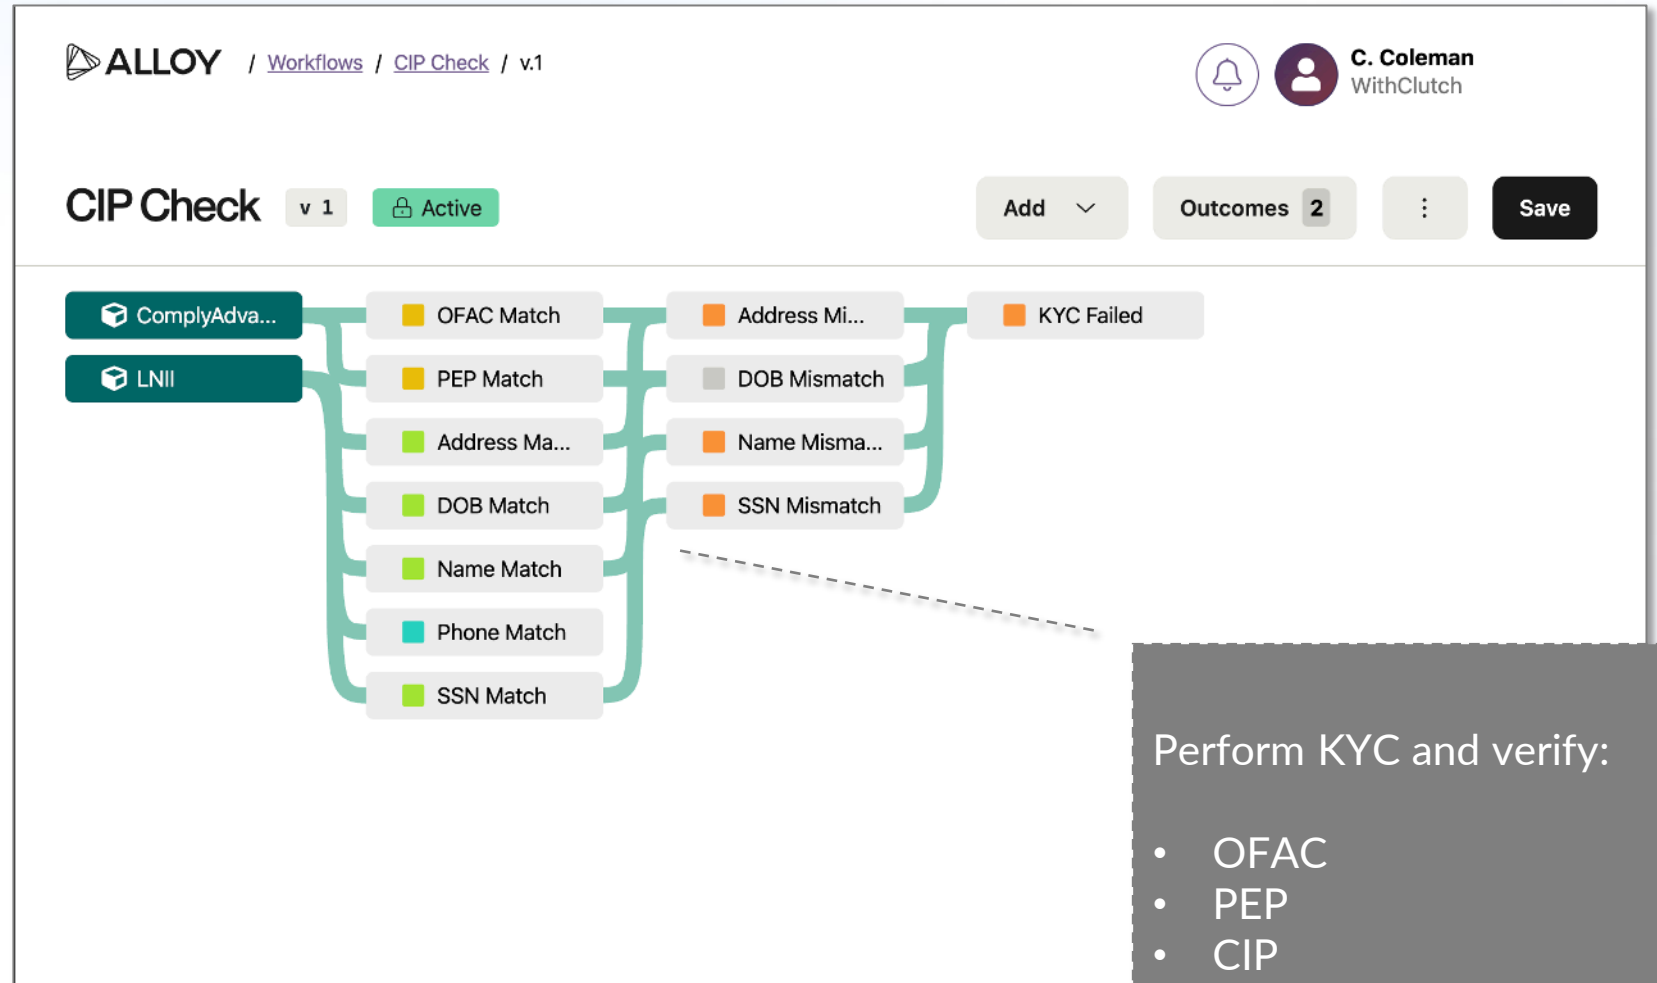 ALLOY / Workflows / CIP Check / v.1
C. Coleman
WithClutch
CIP Check v 1 Active Add Outcomes 2 Save
ComplyAdva... OFAC Match Address Mi... KYC Failed
LNII PEP Match DOB Mismatch
Address Ma... Name Misma...
DOB Match SSN Mismatch
Name Match
Phone Match
SSN Match
Perform KYC and verify:
• OFAC
• PEP
• CIP